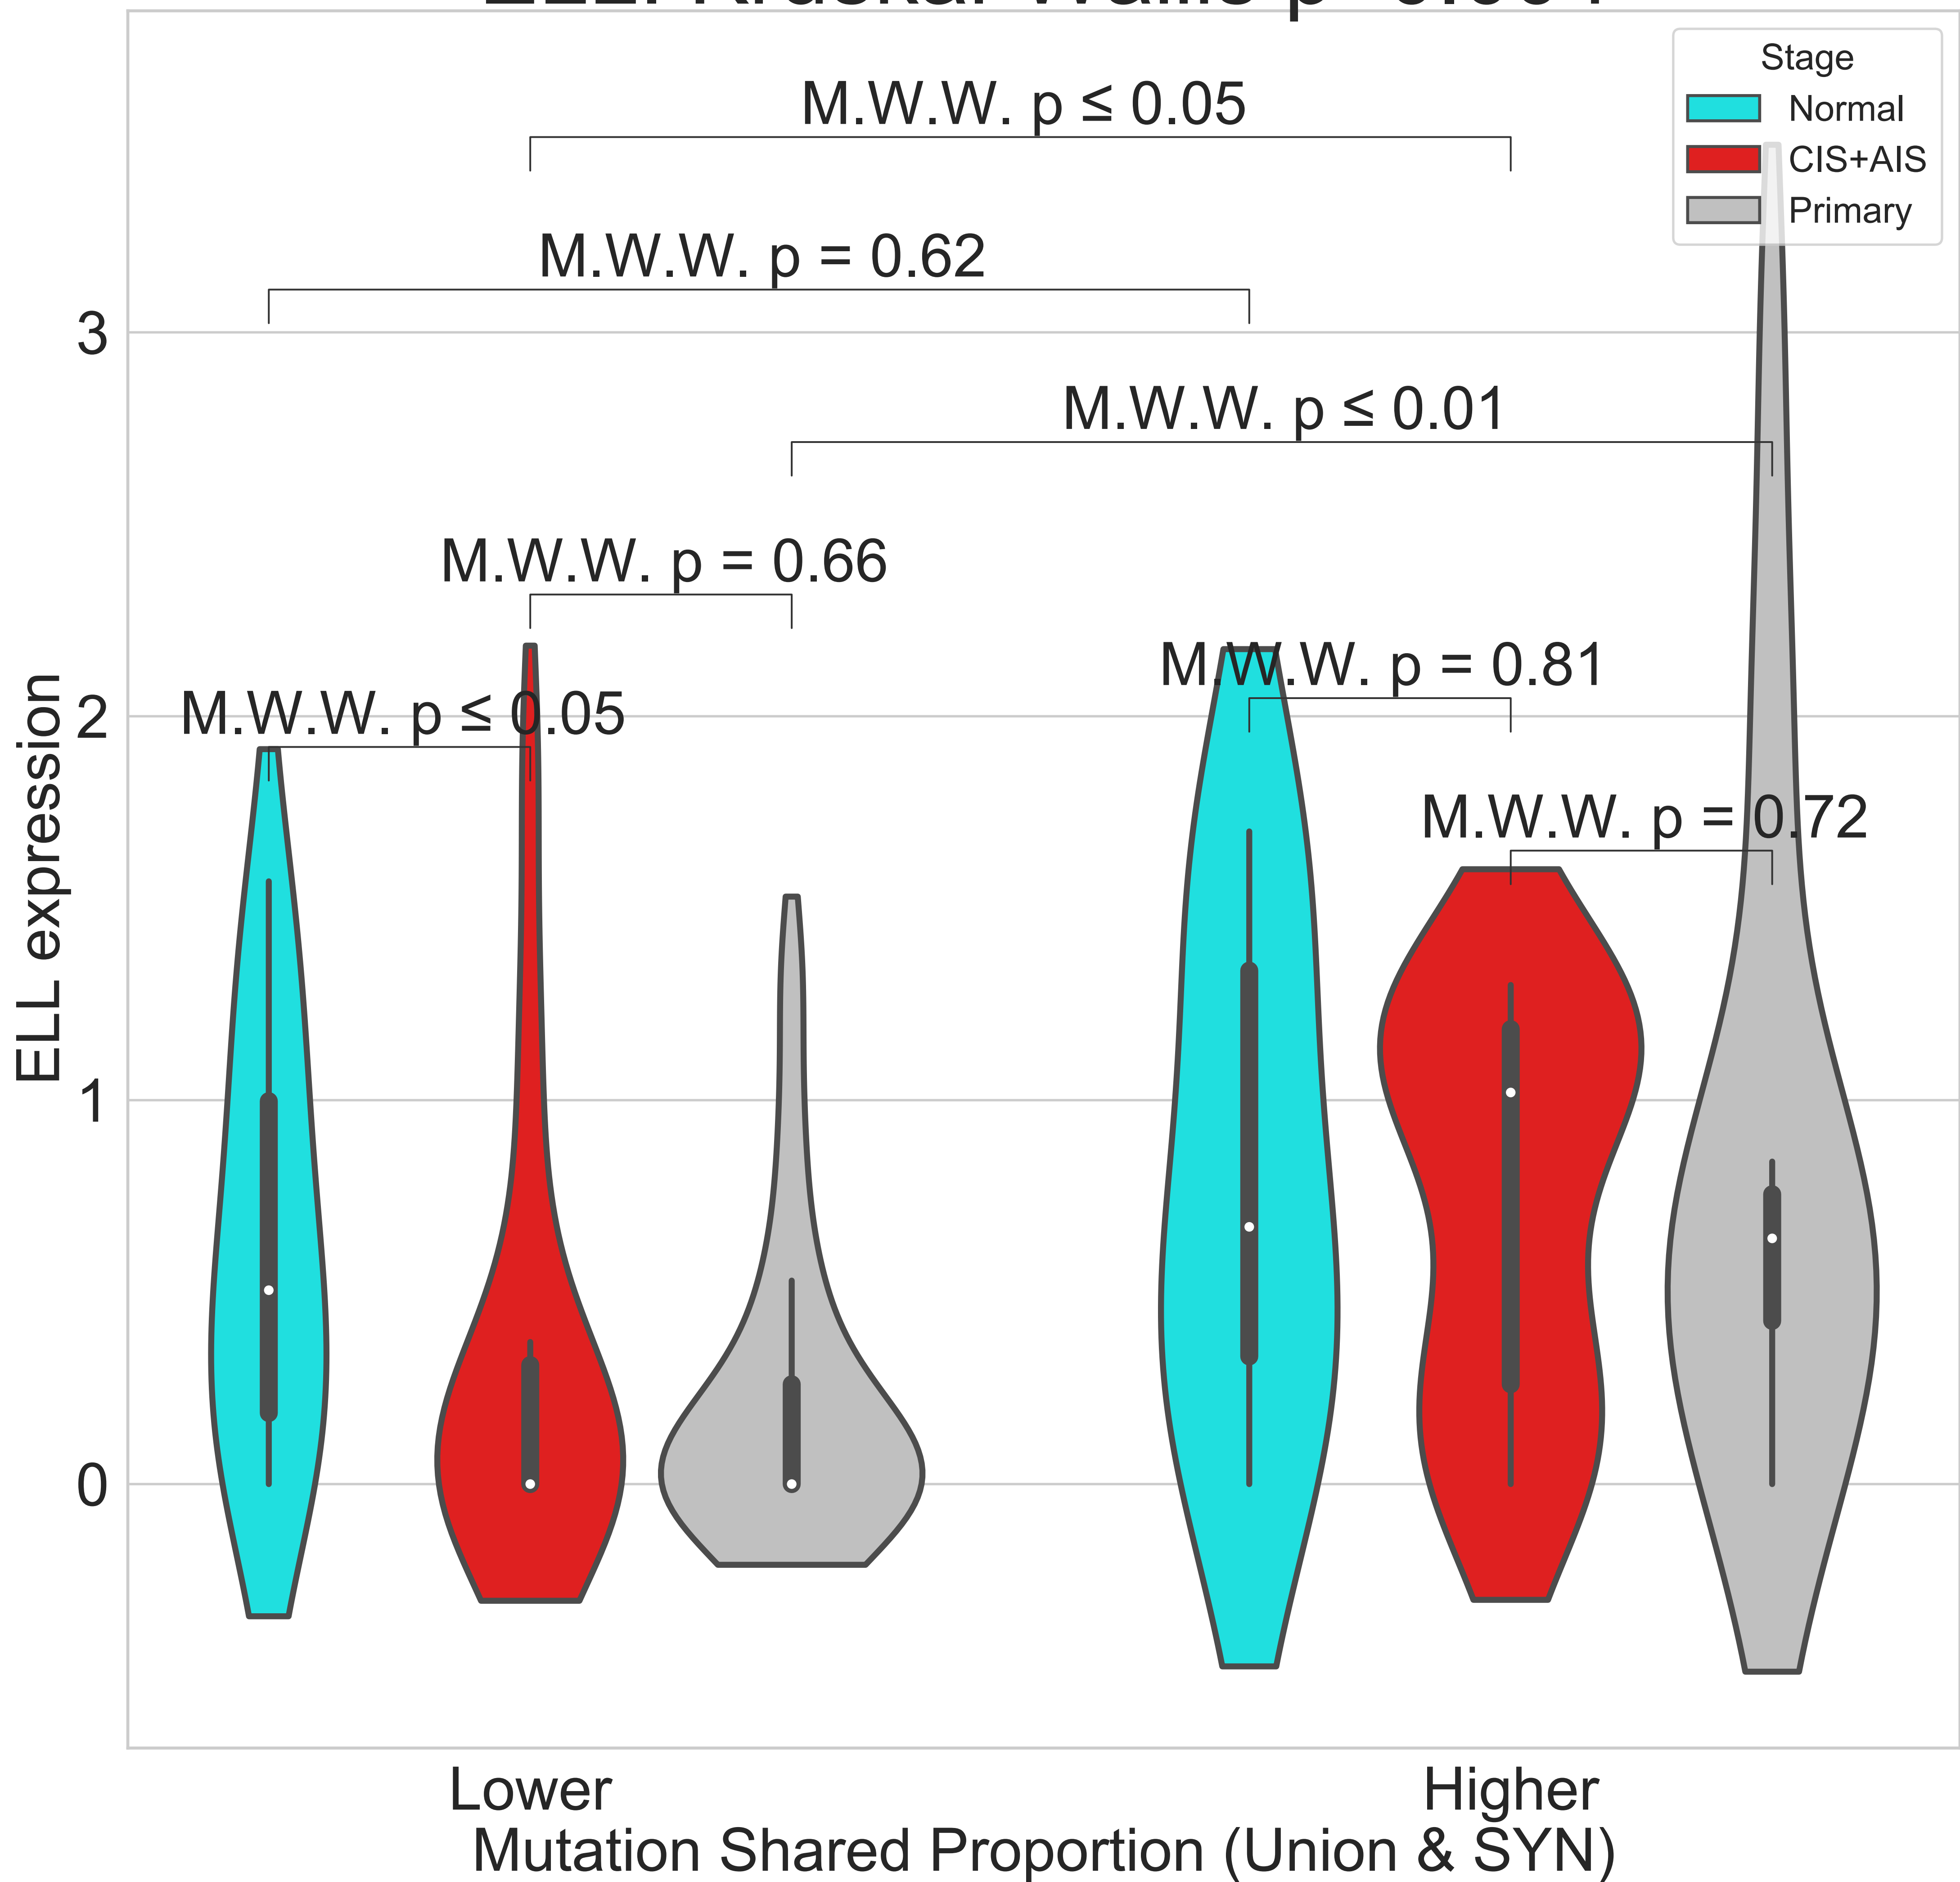 Stage
Normal
CIS+AIS
Primary
M.W.W. p ≤ 0.05
M.W.W. p = 0.62
3
M.W.W. p ≤ 0.01
M.W.W. p = 0.66
M.W.W. p = 0.81
M.W.W. p ≤ 0.05
2
M.W.W. p = 0.72
ELL expression
1
0
Lower
Higher
Mutation Shared Proportion (Union & SYN)